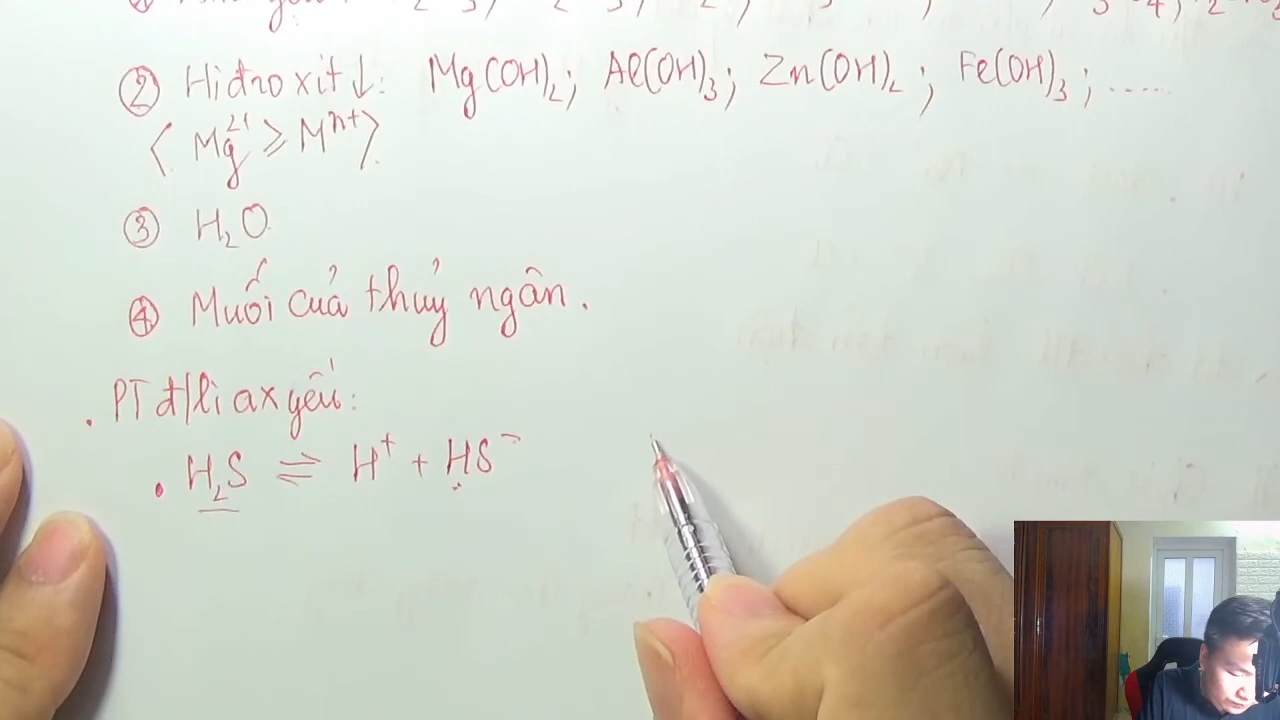 ② Hiđroxit↓: Mg(OH)₂; Al(OH)₃; Zn(OH)₂; Fe(OH)₃; .....
⟨ Mg²⁺ ≥ Mⁿ⁺⟩
③ H₂O
④ Muối của thủy ngân.
. PT đ/li ax yếu:
. H₂S ⇌ H⁺ + HS⁻